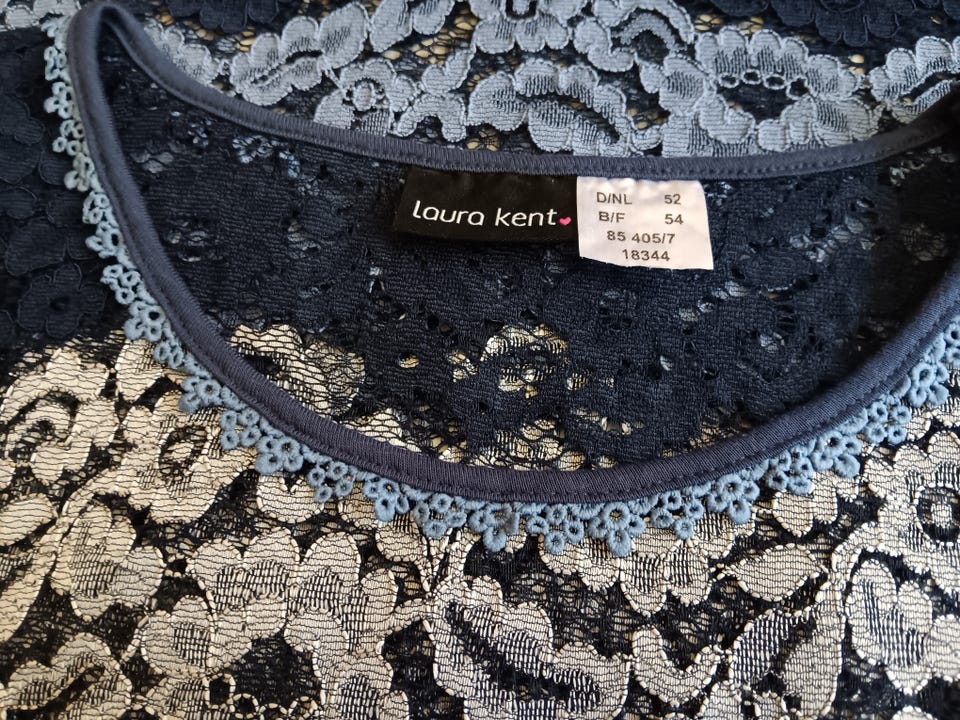 laura kent
D/NL 52
B/F 54
85 405/7
18344